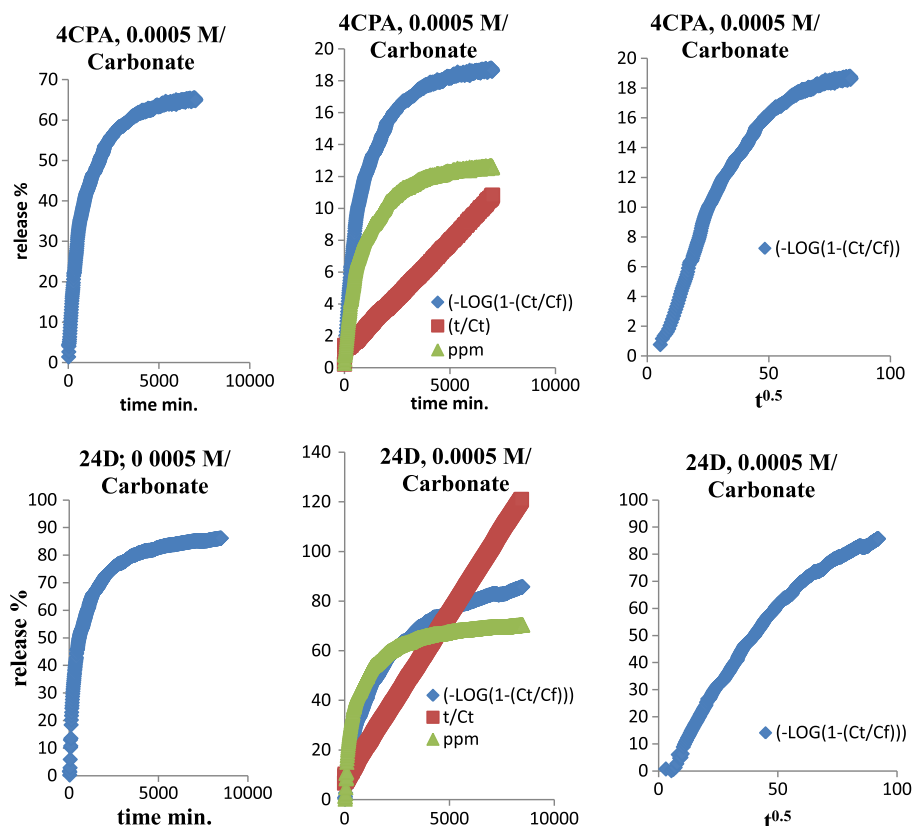 4CPA, 0.0005 M/
Carbonate
70
60
50
40
30
20
10
0
release %
0
5000
10000
time min.
4CPA, 0.0005 M/
Carbonate
20
18
16
14
12
10
8
6
4
2
0
(-LOG(1-(Ct/Cf))
(t/Ct)
ppm
0
5000
10000
time min.
4CPA, 0.0005 M/
Carbonate
20
18
16
14
12
10
8
6
4
2
0
(-LOG(1-(Ct/Cf))
0
50
100
t^0.5
24D; 0 0005 M/
Carbonate
100
90
80
70
60
50
40
30
20
10
0
release %
0
5000
10000
time min.
24D, 0.0005 M/
Carbonate
140
120
100
80
60
40
20
0
(-LOG(1-(Ct/Cf)))
t/Ct
ppm
0
5000
10000
24D, 0.0005 M/
Carbonate
100
90
80
70
60
50
40
30
20
10
0
(-LOG(1-(Ct/Cf)))
0
50
100
t^0.5